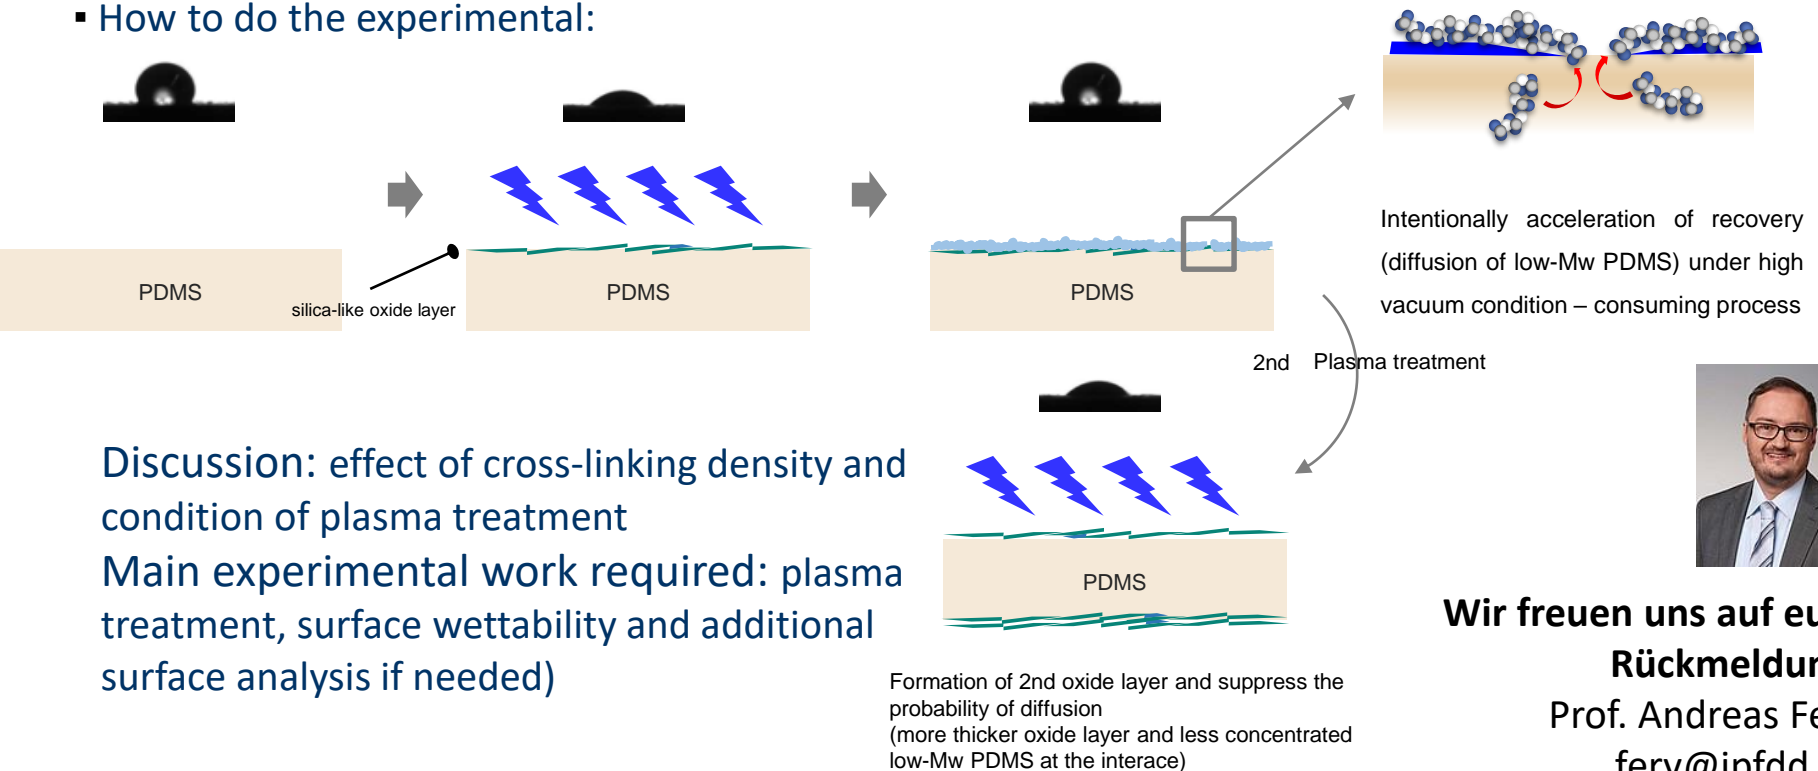 ▪ How to do the experimental:
PDMS
silica-like oxide layer
PDMS
PDMS
Intentionally acceleration of recovery
(diffusion of low-Mw PDMS) under high
vacuum condition – consuming process
2nd Plasma treatment
Discussion: effect of cross-linking density and
condition of plasma treatment
Main experimental work required: plasma
treatment, surface wettability and additional
surface analysis if needed)
PDMS
Formation of 2nd oxide layer and suppress the
probability of diffusion
(more thicker oxide layer and less concentrated
low-Mw PDMS at the interace)
Wir freuen uns auf
Prof. Andreas